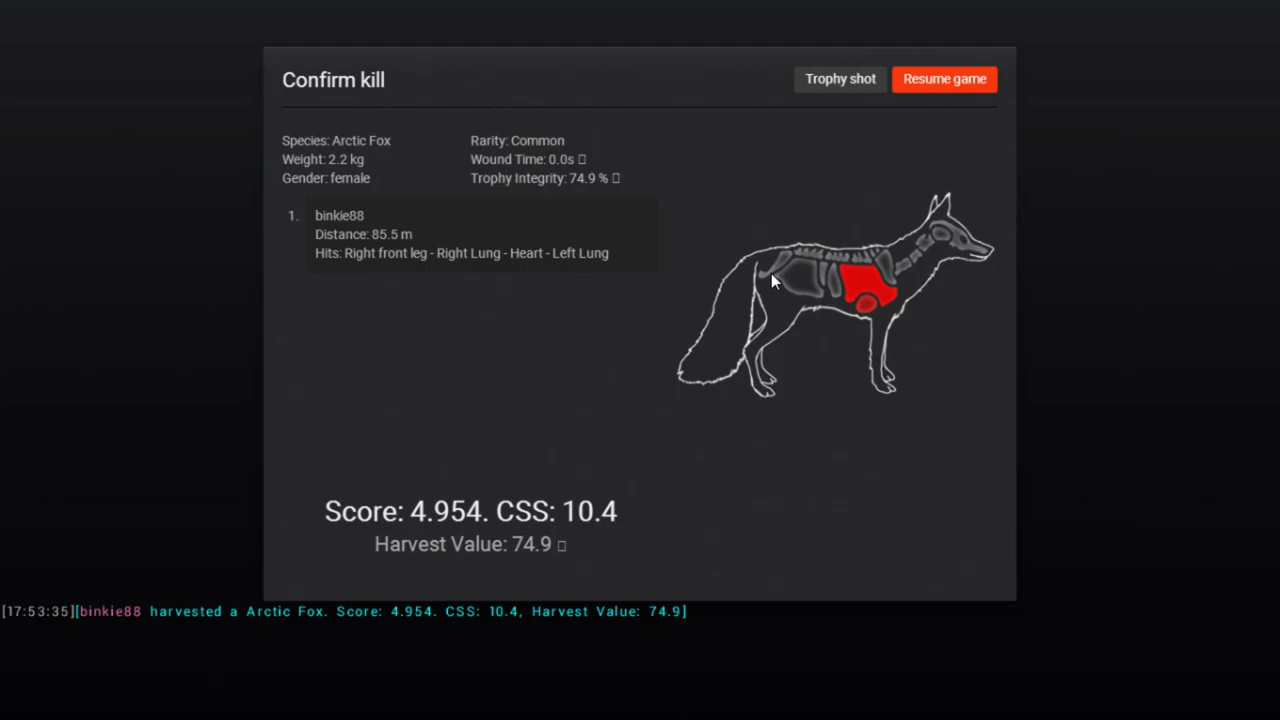 Confirm kill
Trophy shot
Resume game
Species: Arctic Fox
Weight: 2.2 kg
Gender: female
Rarity: Common
Wound Time: 0.0s
Trophy Integrity: 74.9 %
1.
binkie88
Distance: 85.5 m
Hits: Right front leg - Right Lung - Heart - Left Lung
Score: 4.954. CSS: 10.4
Harvest Value: 74.9
[17:53:35][binkie88 harvested a Arctic Fox. Score: 4.954. CSS: 10.4, Harvest Value: 74.9]